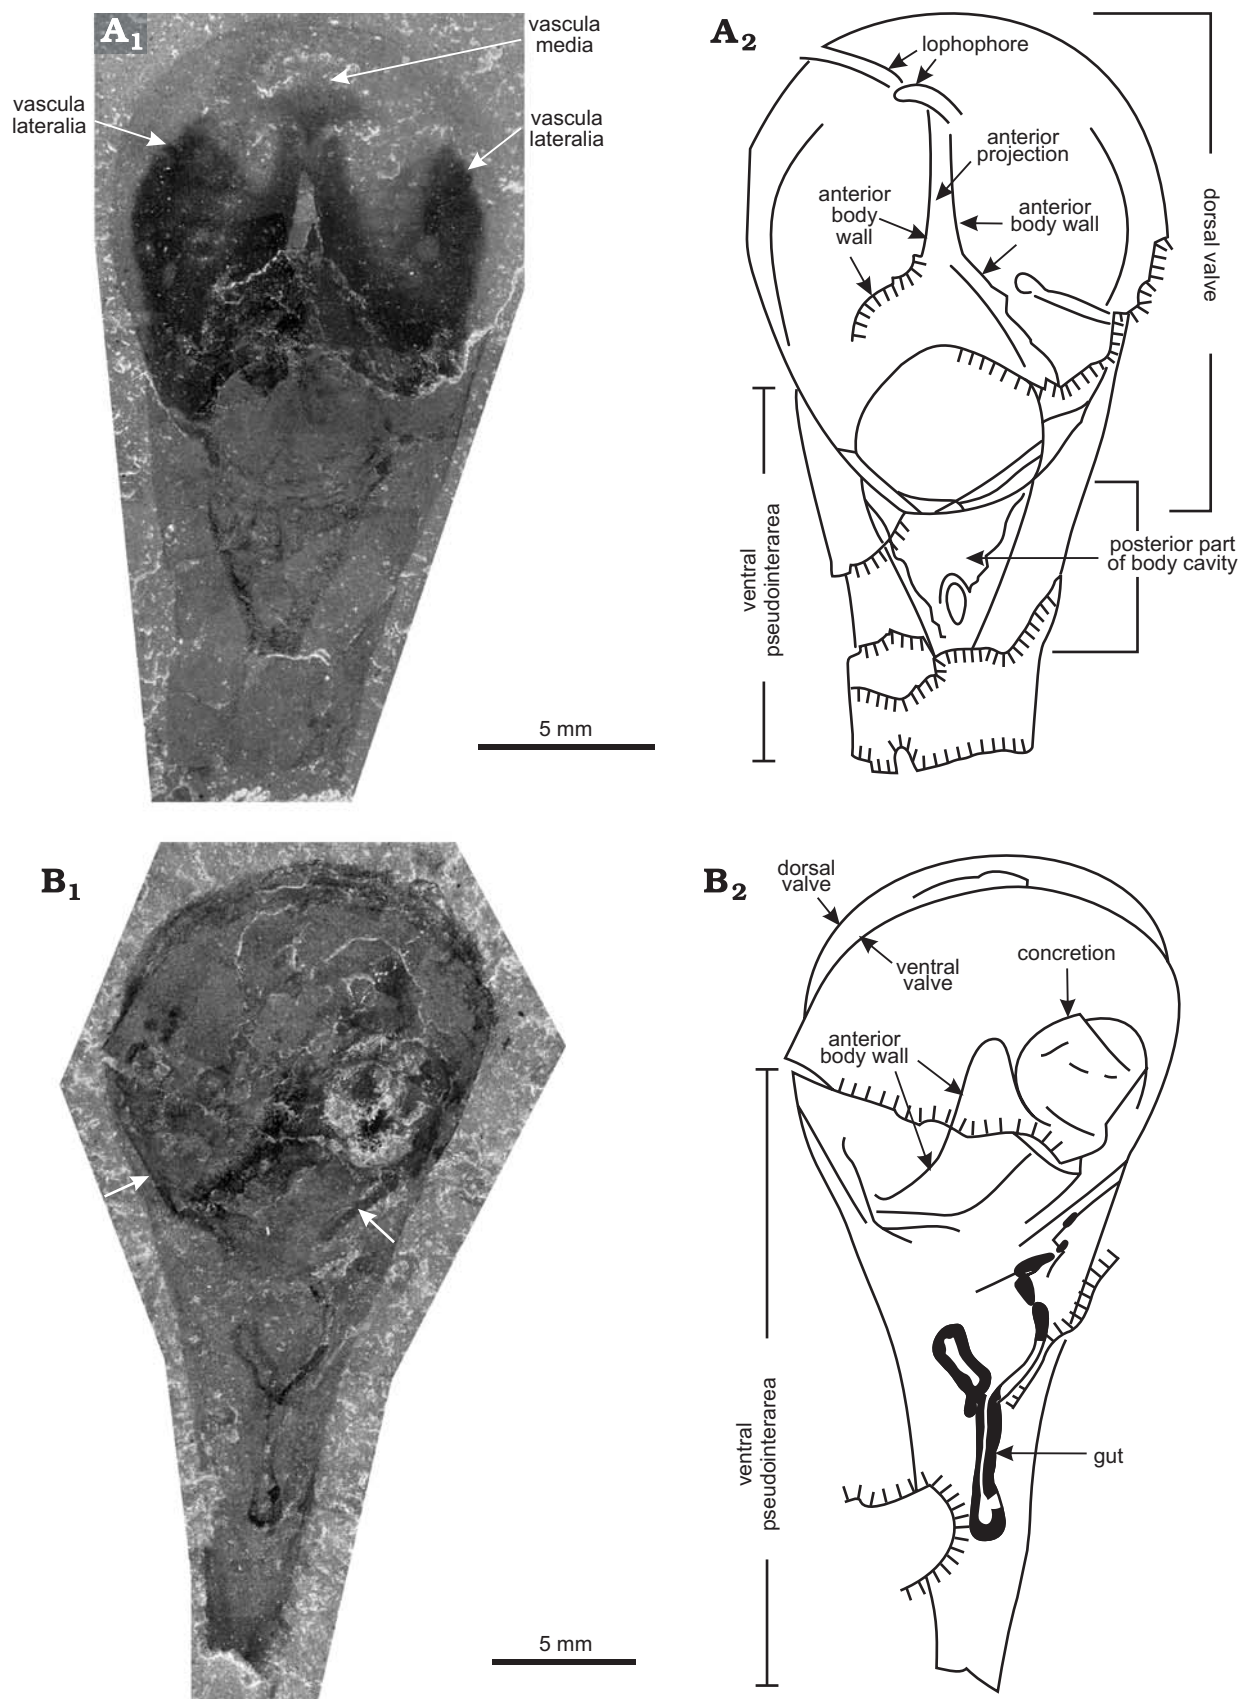 A1
vascula
media
vascula
lateralia
vascula
lateralia
5 mm
A2
lophophore
anterior
projection
anterior
body
wall
anterior
body wall
dorsal valve
ventral
pseudointerarea
posterior part
of body cavity
B1
5 mm
B2
dorsal
valve
ventral
valve
concretion
anterior
body wall
ventral
pseudointerarea
gut